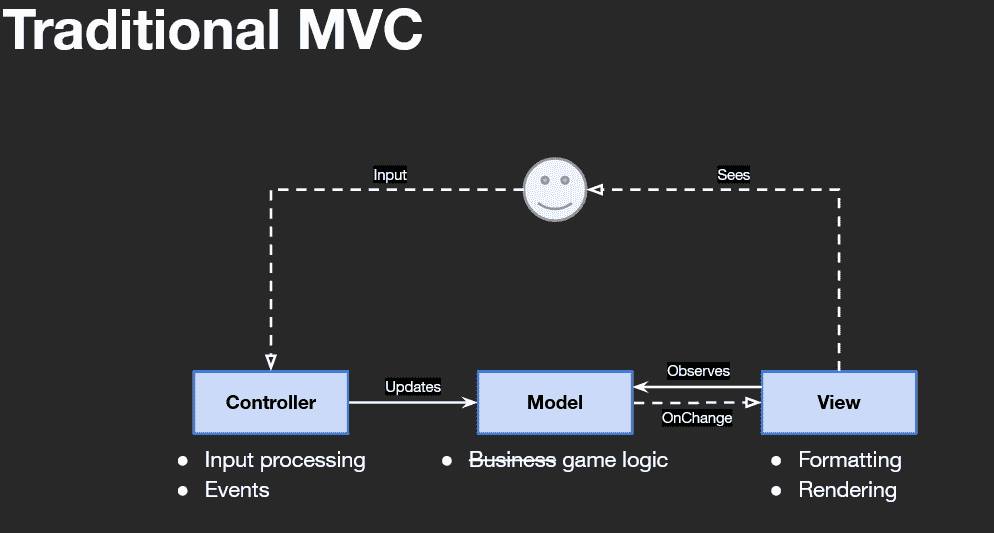 Traditional MVC
Input
Sees
Observes
Updates
Controller
Model
View
OnChange
● Input processing
● Events
● Business game logic
● Formatting
● Rendering